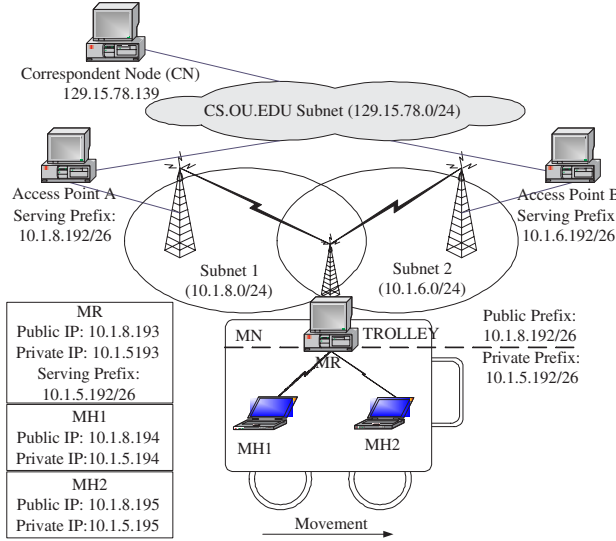 Correspondent Node (CN)
129.15.78.139
CS.OU.EDU Subnet (129.15.78.0/24)
Access Point A
Serving Prefix:
10.1.8.192/26
Access Point B
Serving Prefix
10.1.6.192/26
Subnet 1
(10.1.8.0/24)
Subnet 2
(10.1.6.0/24)
MR
Public IP: 10.1.8.193
Private IP: 10.1.5193
Serving Prefix:
10.1.5.192/26
MH1
Public IP: 10.1.8.194
Private IP:10.1.5.194
MH2
Public IP: 10.1.8.195
Private IP:10.1.5.195
MN
TROLLEY
MR
Public Prefix:
10.1.8.192/26
Private Prefix:
10.1.5.192/26
MH1
MH2
Movement